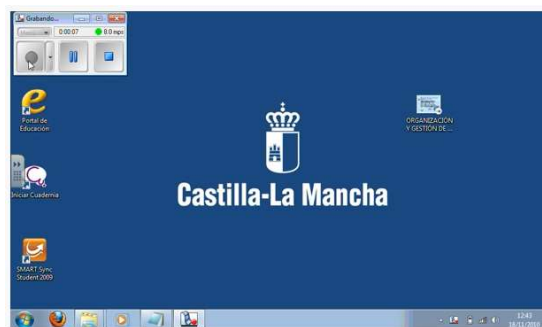 Grabando...
0:00:07 0.0 mps
Portal de
Educación
ORGANIZACION
Y GESTIÓN DE ...
Iniciar Cuadernia
Castilla-La Mancha
SMART Sync
Student 2009
12:43